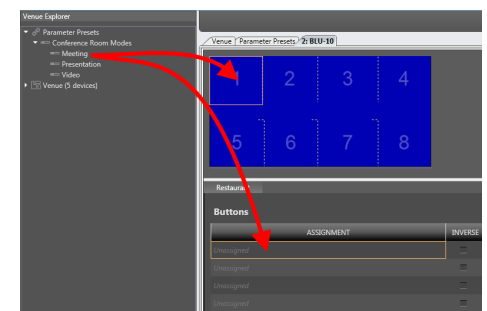 Venue Explorer
Parameter Presets
Conference Room Modes
Meeting
Presentation
Video
Venue (5 devices)
Venue Parameter Presets 2: BLU-10
1 2 3 4
5 6 7 8
Restaurant
Buttons
ASSIGNMENT INVERSE
Unassigned
Unassigned
Unassigned
Unassigned